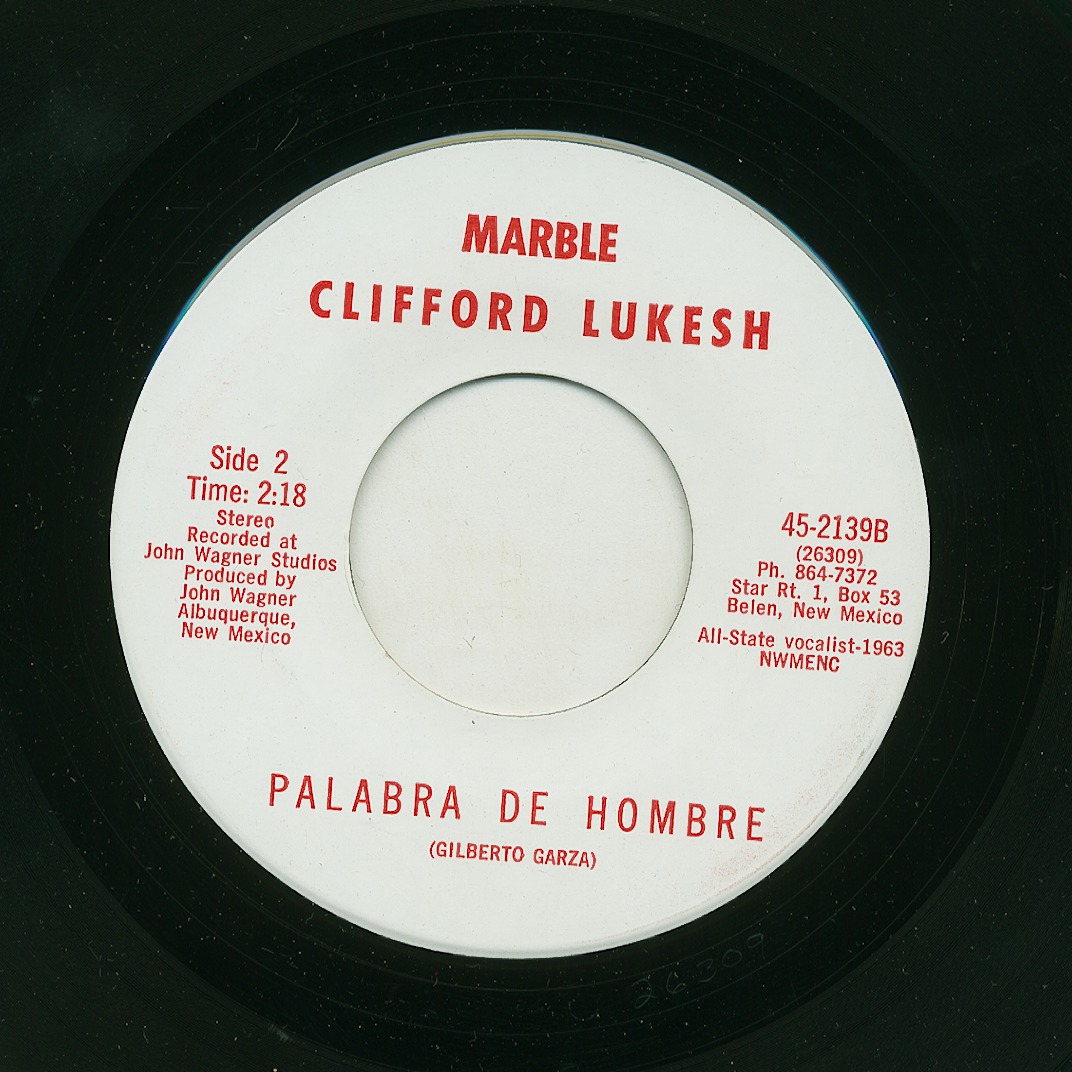 MARBLE
CLIFFORD LUKESH
Side 2
Time: 2:18
Stereo
Recorded at
John Wagner Studios
Produced by
John Wagner
Albuquerque,
New Mexico
45-2139B
(26309)
Ph. 864-7372
Star Rt. 1, Box 53
Belen, New Mexico
All-State vocalist-1963
NWMENC
PALABRA DE HOMBRE
(GILBERTO GARZA)
26309